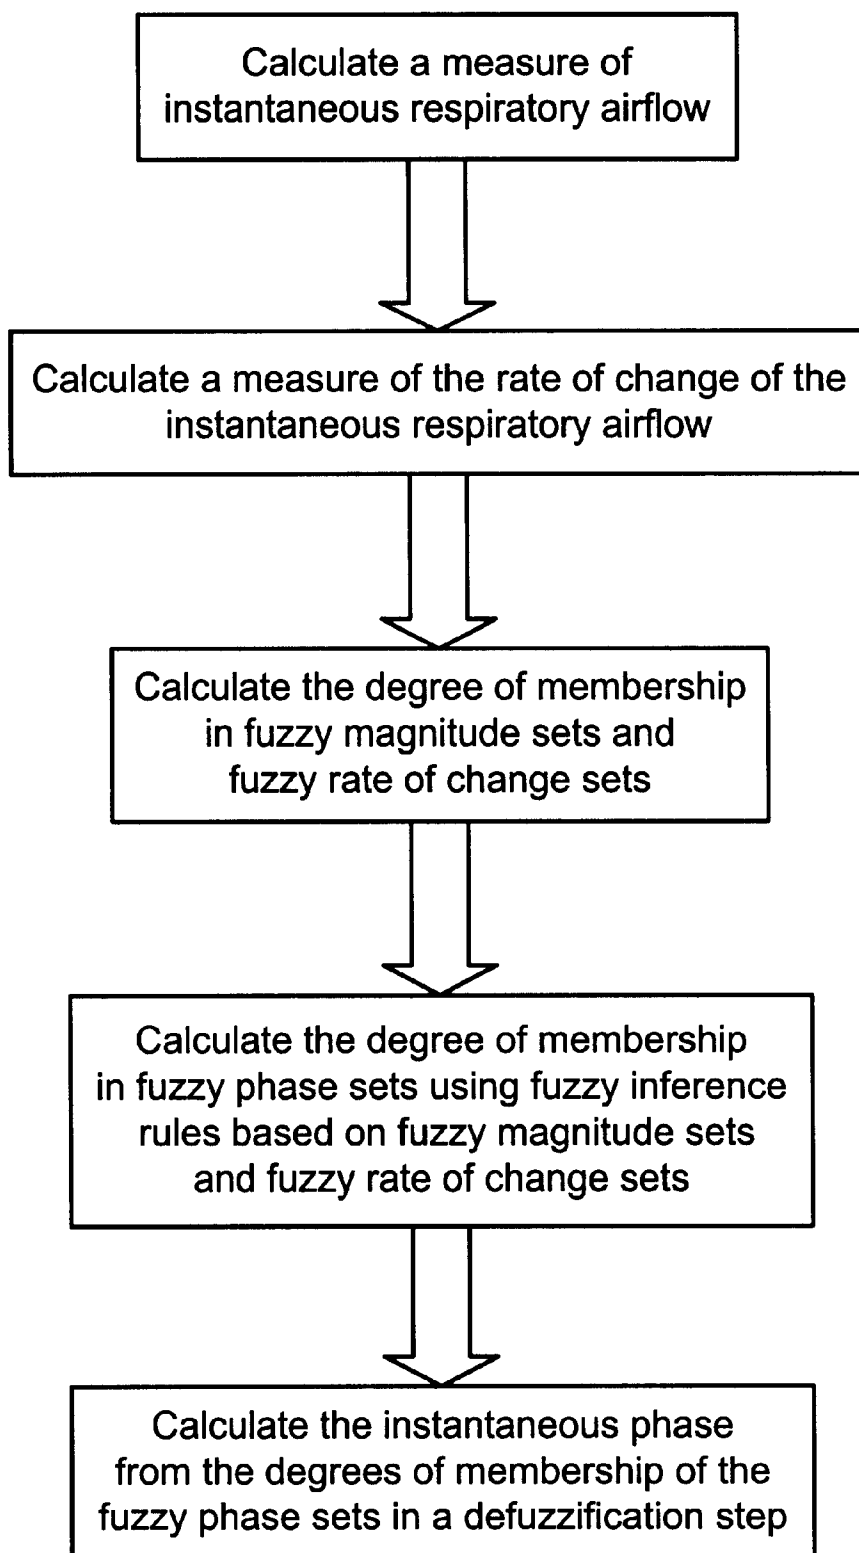 Calculate a measure of
instantaneous respiratory airflow
Calculate a measure of the rate of change of the
instantaneous respiratory airflow
Calculate the degree of membership
in fuzzy magnitude sets and
fuzzy rate of change sets
Calculate the degree of membership
in fuzzy phase sets using fuzzy inference
rules based on fuzzy magnitude sets
and fuzzy rate of change sets
Calculate the instantaneous phase
from the degrees of membership of the
fuzzy phase sets in a defuzzification step